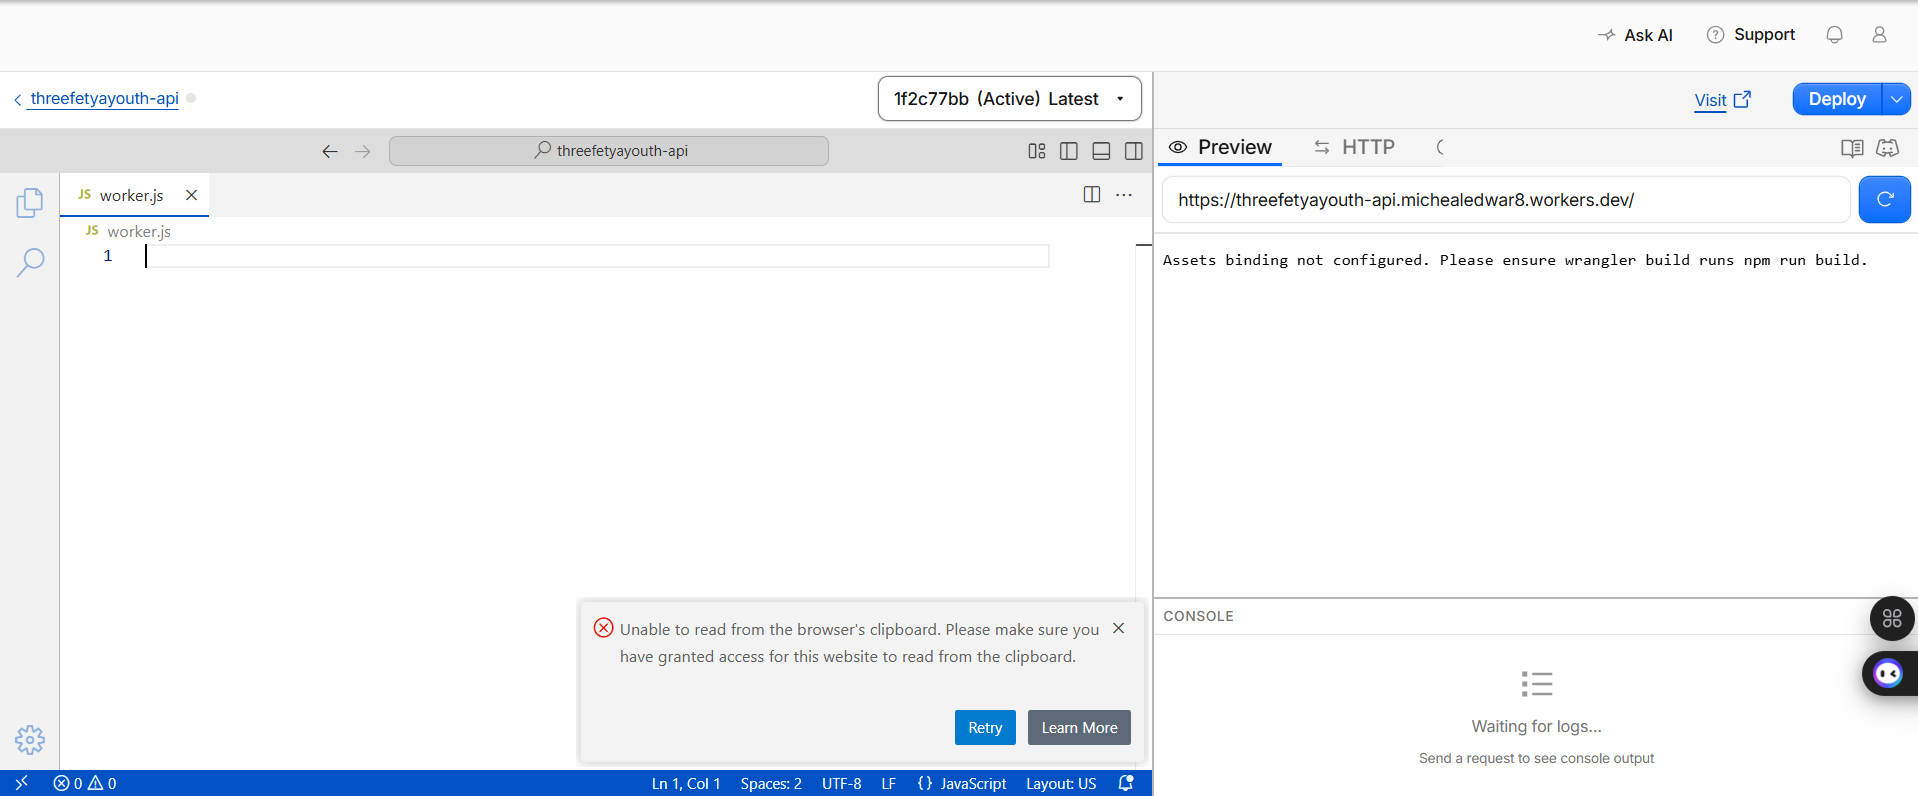 Ask AI
Support
threefetyayouth-api
1f2c77bb (Active) Latest
Visit
Deploy
threefetyayouth-api
Preview
HTTP
JS worker.js
https://threefetyayouth-api.michealedwar8.workers.dev/
JS worker.js
1
Assets binding not configured. Please ensure wrangler build runs npm run build.
Unable to read from the browser's clipboard. Please make sure you
have granted access for this website to read from the clipboard.
Retry
Learn More
CONSOLE
Waiting for logs...
Send a request to see console output
0 0
Ln 1, Col 1
Spaces: 2
UTF-8
LF
{} JavaScript
Layout: US